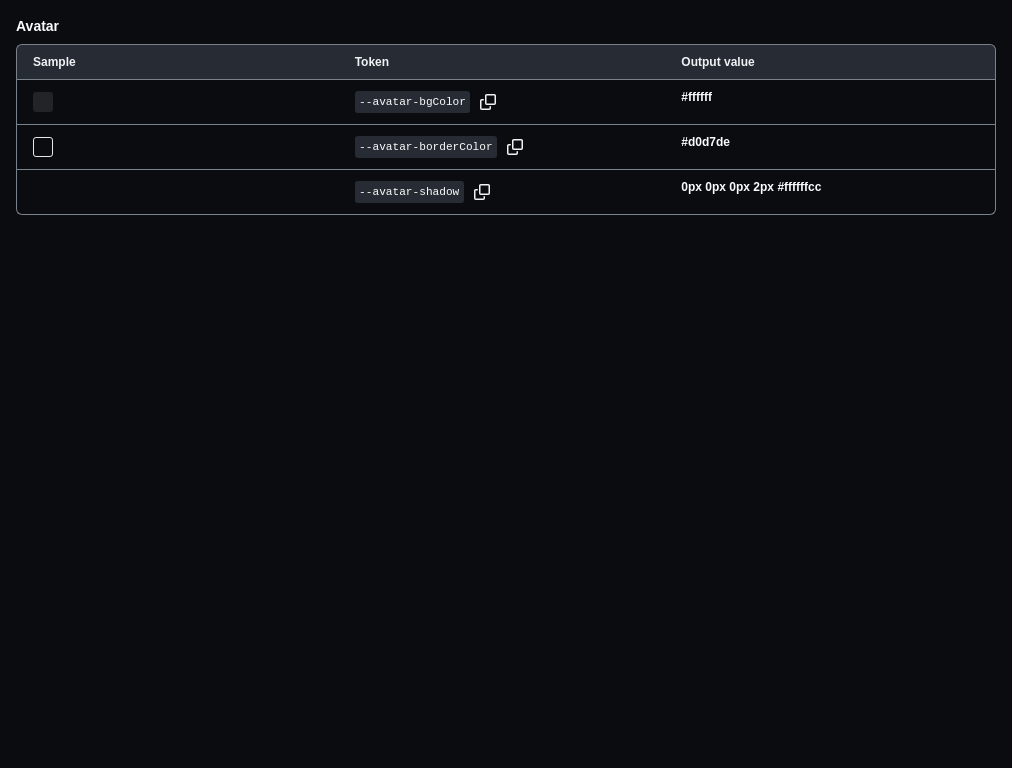 Avatar
Sample Token Output value
--avatar-bgColor #ffffff
--avatar-borderColor #d0d7de
--avatar-shadow 0px 0px 0px 2px #ffffffcc